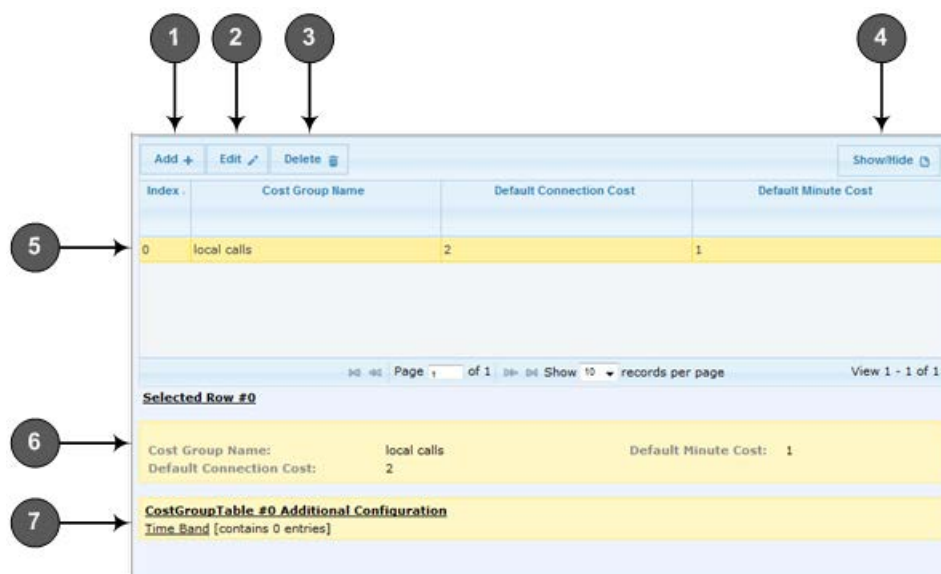 1 2 3 4
Add + Edit Delete Show/Hide
Index Cost Group Name Default Connection Cost Default Minute Cost
5
0 local calls 2 1
Page 1 of 1 Show 10 records per page View 1 - 1 of 1
Selected Row #0
6
Cost Group Name: local calls Default Minute Cost: 1
Default Connection Cost: 2
7
CostGroupTable #0 Additional Configuration
Time Band [contains 0 entries]